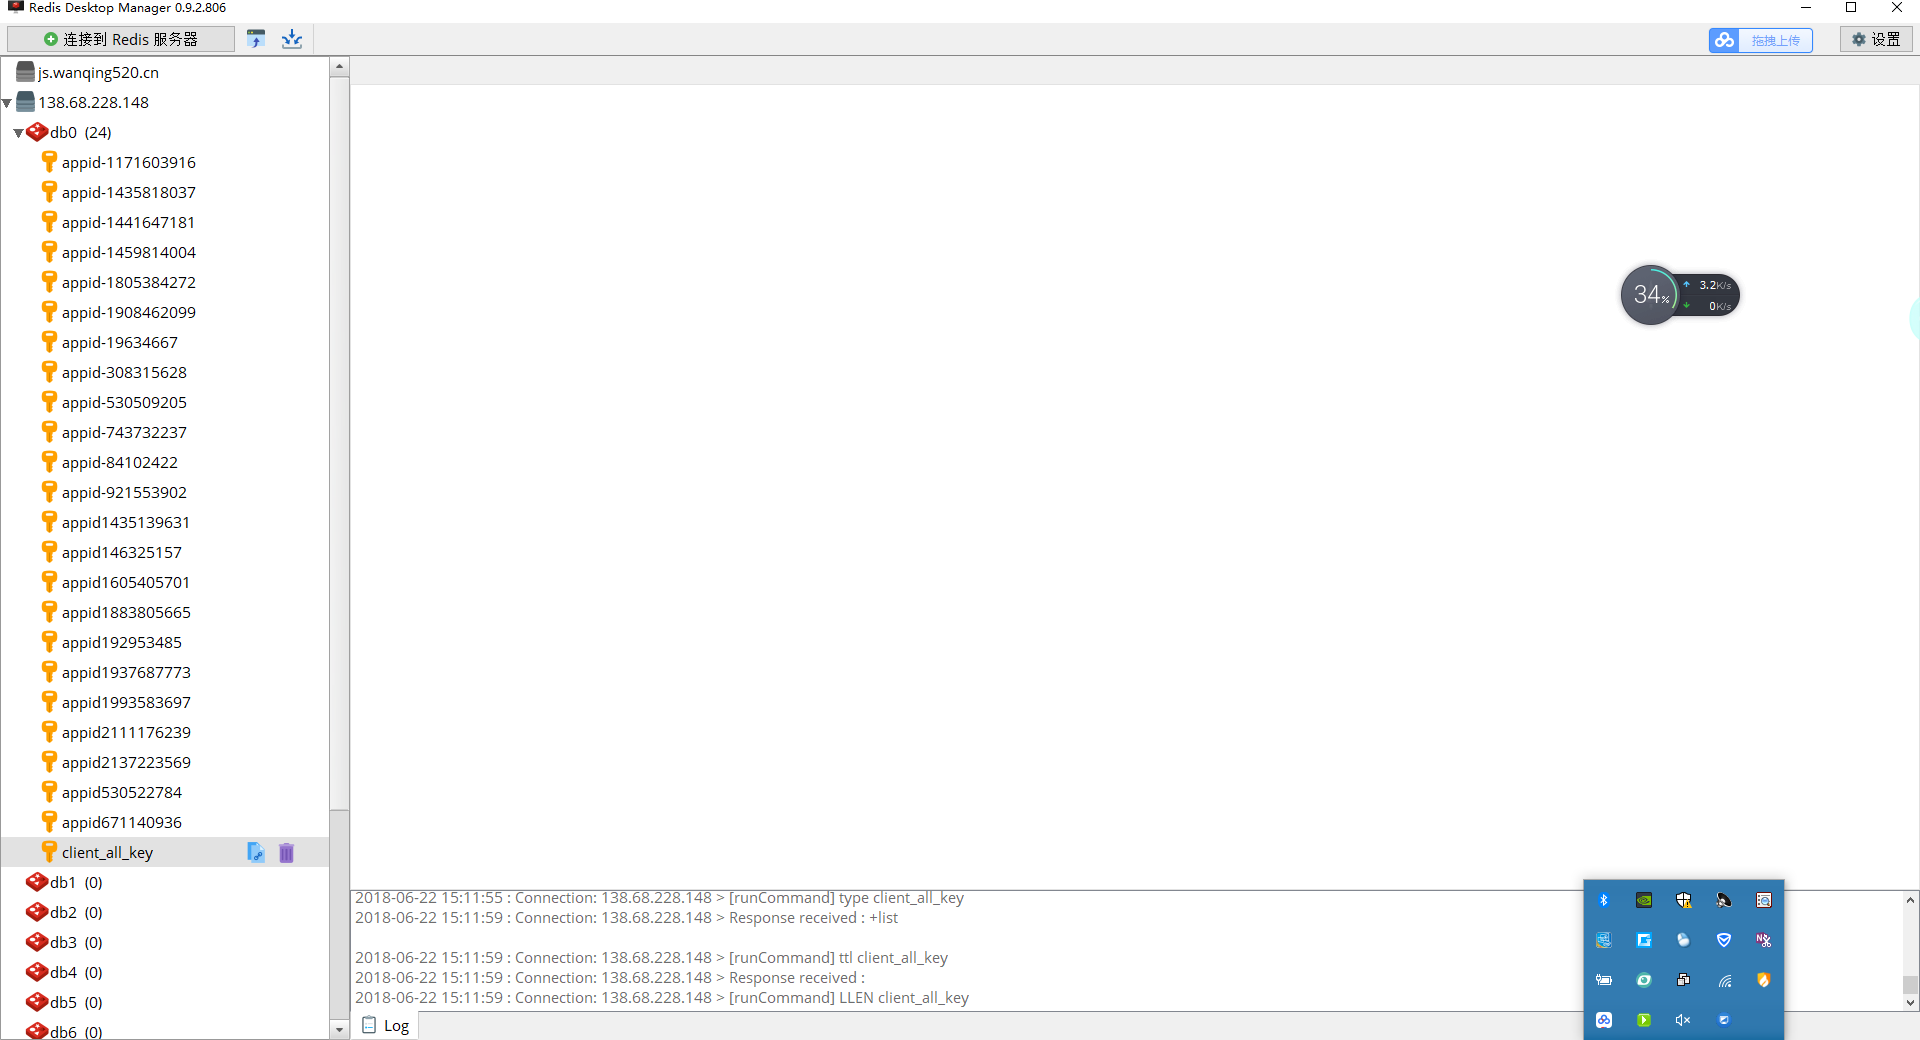 Redis Desktop Manager 0.9.2.806
连接到 Redis 服务器
拖拽上传
设置
js.wanqing520.cn
138.68.228.148
db0 (24)
appid-1171603916
appid-1435818037
appid-1441647181
appid-1459814004
appid-1805384272
appid-1908462099
appid-19634667
appid-308315628
appid-530509205
appid-743732237
appid-84102422
appid-921553902
appid1435139631
appid146325157
appid1605405701
appid1883805665
appid192953485
appid1937687773
appid1993583697
appid2111176239
appid2137223569
appid530522784
appid671140936
client_all_key
db1 (0)
db2 (0)
db3 (0)
db4 (0)
db5 (0)
db6 (0)
34%
3.2K/s
0K/s
2018-06-22 15:11:55 : Connection: 138.68.228.148 > [runCommand] type client_all_key
2018-06-22 15:11:59 : Connection: 138.68.228.148 > Response received : +list
2018-06-22 15:11:59 : Connection: 138.68.228.148 > [runCommand] ttl client_all_key
2018-06-22 15:11:59 : Connection: 138.68.228.148 > Response received :
2018-06-22 15:11:59 : Connection: 138.68.228.148 > [runCommand] LLEN client_all_key
Log